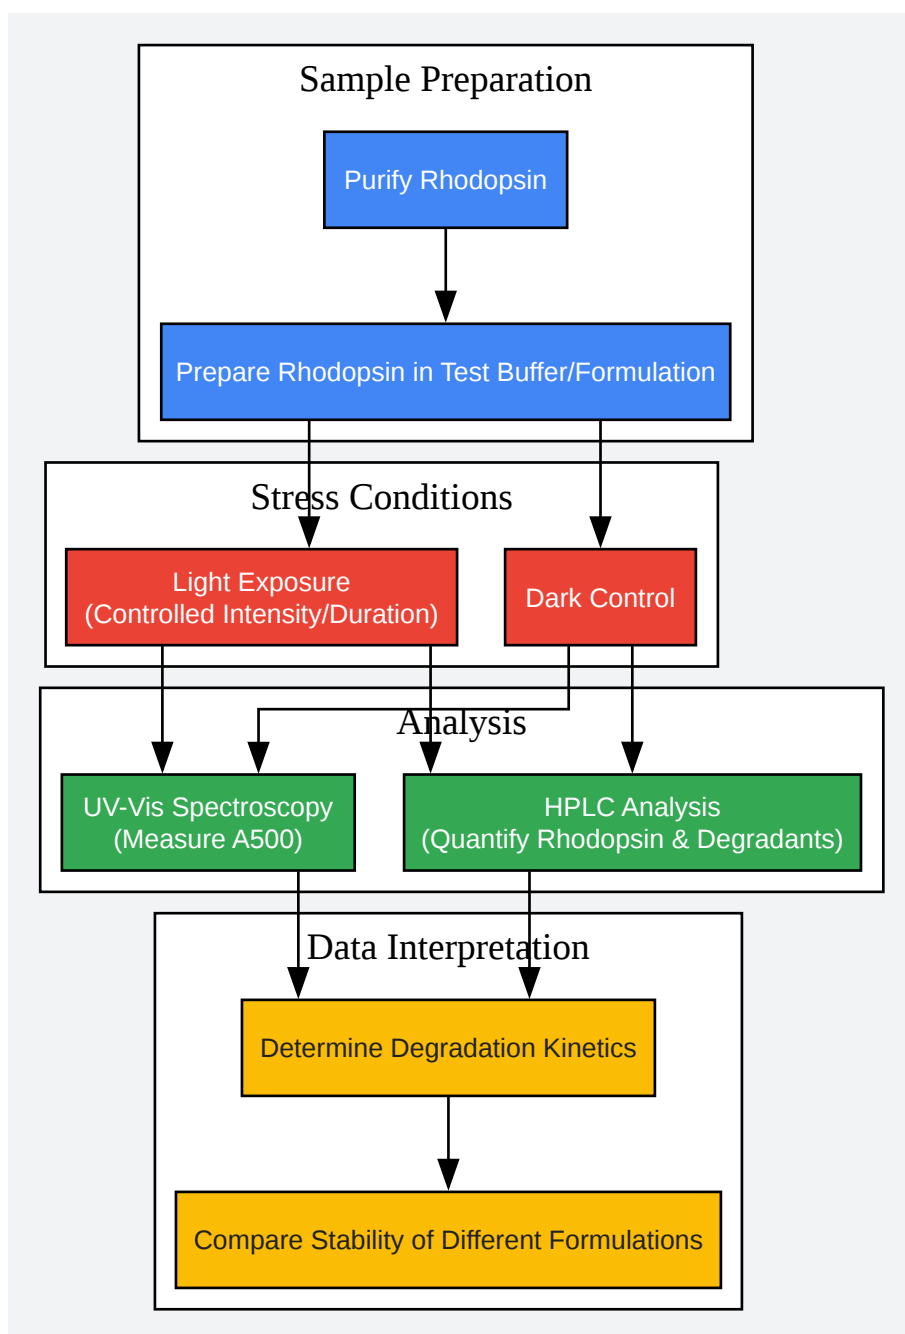 Sample Preparation
Purify Rhodopsin
Prepare Rhodopsin in Test Buffer/Formulation
Stress Conditions
Light Exposure
(Controlled Intensity/Duration)
Dark Control
Analysis
UV-Vis Spectroscopy
(Measure A500)
HPLC Analysis
(Quantify Rhodopsin & Degradants)
Data Interpretation
Determine Degradation Kinetics
Compare Stability of Different Formulations